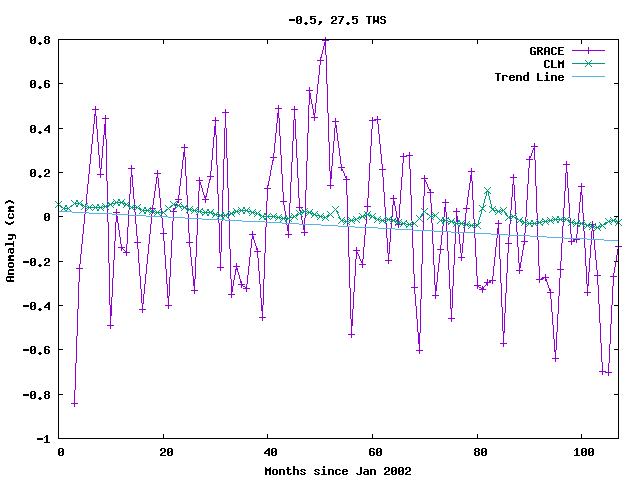 -0.5, 27.5 TWS
GRACE
CLM
Trend Line
0.8
0.6
0.4
0.2
0
-0.2
-0.4
-0.6
-0.8
-1
Anomaly (cm)
0 20 40 60 80 100
Months since Jan 2002